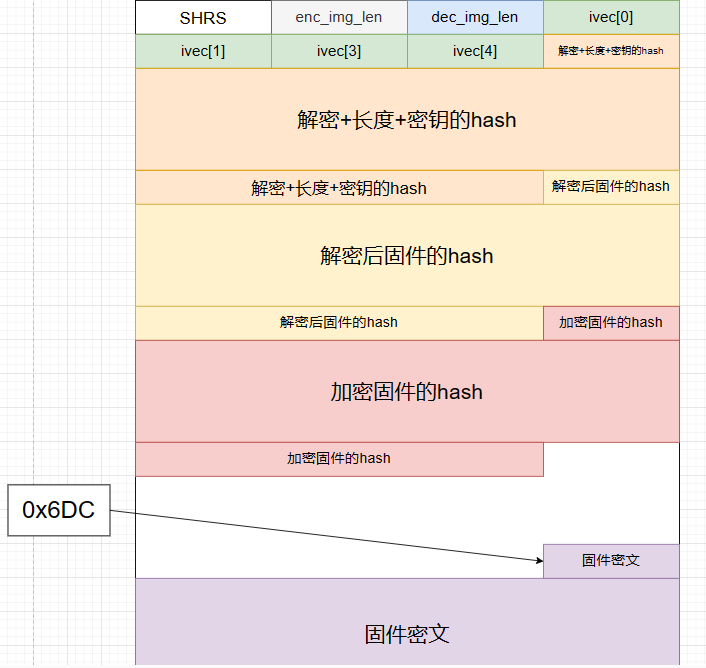 SHRS
enc_img_len
dec_img_len
ivec[0]
ivec[1]
ivec[3]
ivec[4]
解密+长度+密钥的hash
解密+长度+密钥的hash
解密+长度+密钥的hash
解密后固件的hash
解密后固件的hash
解密后固件的hash
加密固件的hash
加密固件的hash
加密固件的hash
0x6DC
固件密文
固件密文